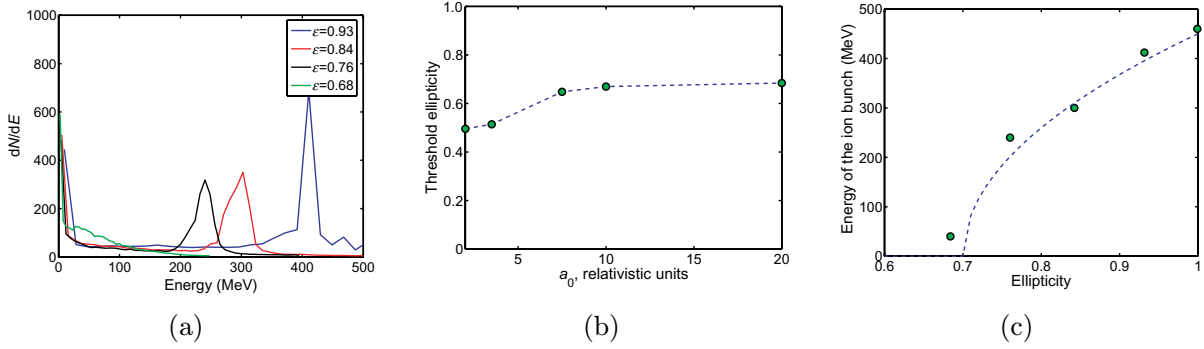 1000
800
600
400
200
0
dN/dE
0 100 200 300 400 500
Energy (MeV)
ε=0.93
ε=0.84
ε=0.76
ε=0.68
(a)
1.0
0.8
0.6
0.4
0.2
0
Threshold ellipticity
5 10 15 20
a0, relativistic units
(b)
500
400
300
200
100
0
Energy of the ion bunch (MeV)
0.6 0.7 0.8 0.9 1
Ellipticity
(c)